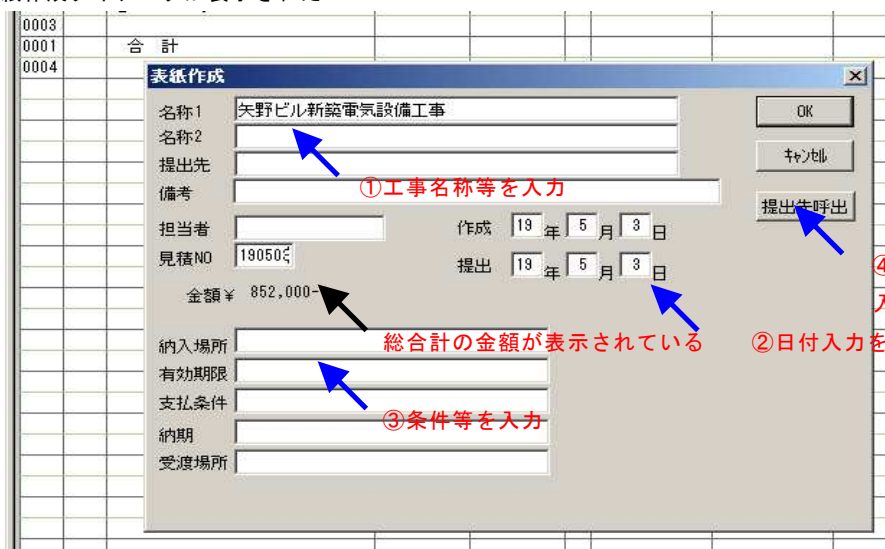 0003
0001 合 計
0004
表紙作成
名称1 矢野ビル新築電気設備工事
OK
名称2
提出先
キャンセル
①工事名称等を入力
備考
提出先呼出
担当者
作成 19 年 5 月 3 日
見積NO
提出 19 年 5 月 3 日
④
金額¥ 852,000-
総合計の金額が表示されている
②日付入力を
納入場所
有効期限
支払条件
③条件等を入力
納期
受渡場所